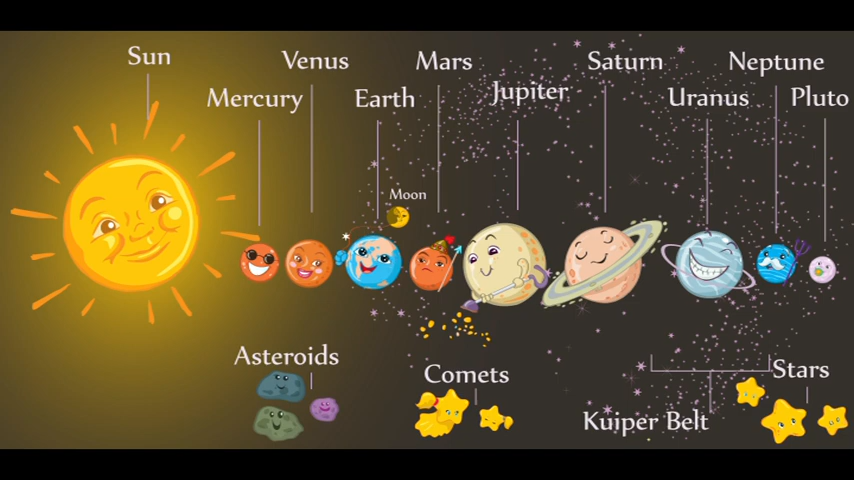 Sun
Venus
Mars
Saturn
Neptune
Mercury
Earth
Jupiter
Uranus
Pluto
Moon
Asteroids
Comets
Stars
Kuiper Belt